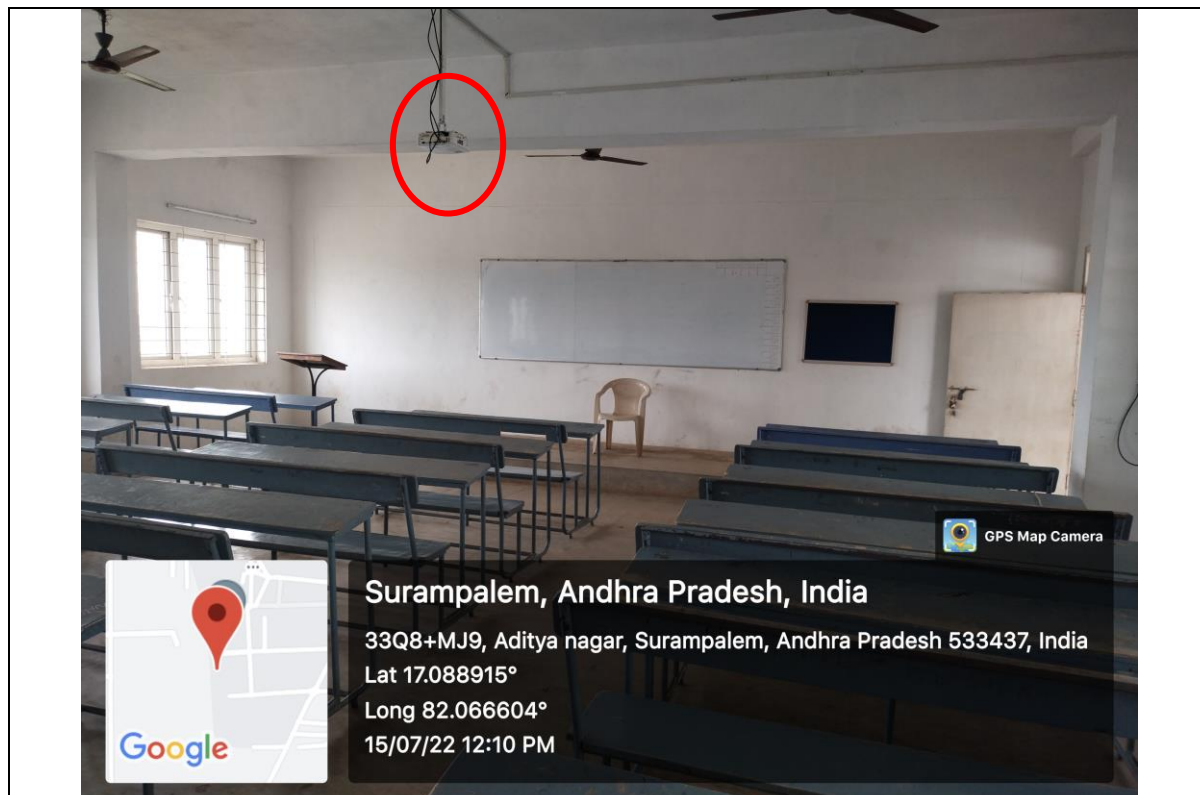 GPS Map Camera
Surampalem, Andhra Pradesh, India
33Q8+MJ9, Aditya nagar, Surampalem, Andhra Pradesh 533437, India
Lat 17.088915°
Long 82.066604°
15/07/22 12:10 PM
Google